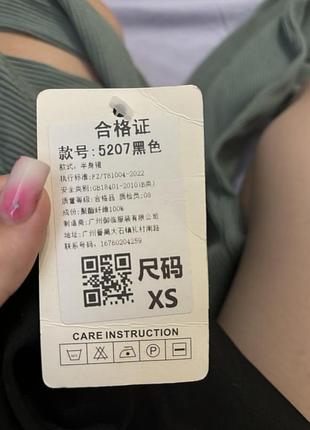 合格证
款号:5207黑色
款式: 半身裙
执行标准:FZ/T81004-2022
安全类别:GB18401-2010(B类)
质量等级:合格品 质检员:08
成份:聚酯纤维100%
制造商:广州御临服装有限公司
地址:广州番禺大石镇礼村南路
联系号码: 16760204259
尺码
XS
CARE INSTRUCTION
P